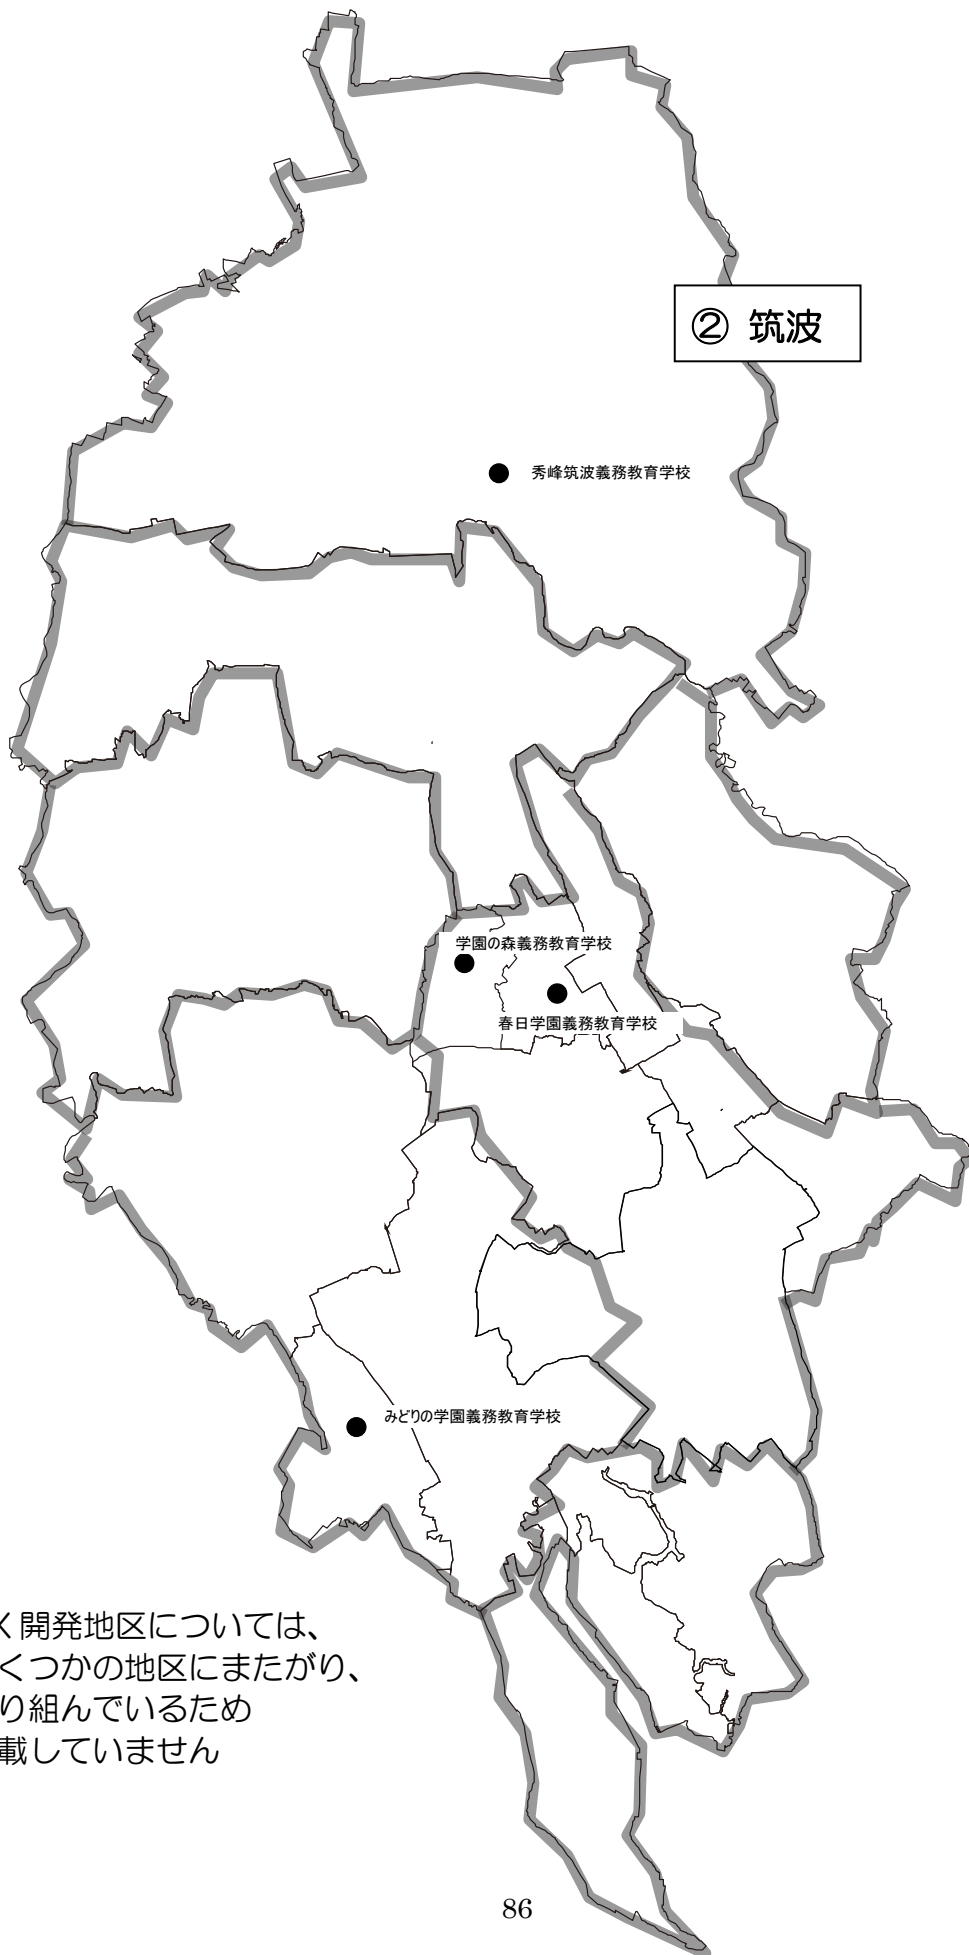 ② 筑波
秀峰筑波義務教育学校
学園の森義務教育学校
春日学園義務教育学校
みどりの学園義務教育学校
く開発地区については、
くつかの地区にまたがり、
り組んでいるため
載していません
86